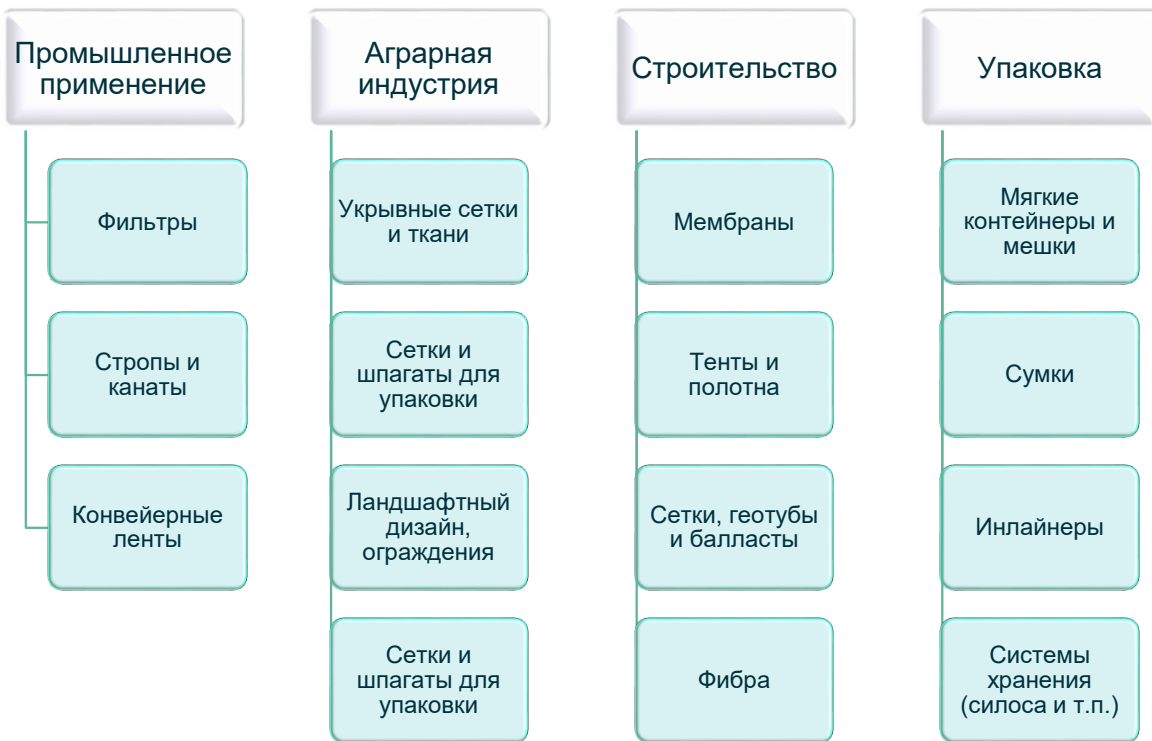 Промышленное
применение
Фильтры
Стропы и
канаты
Конвейерные
ленты
Аграрная
индустрия
Укрывные сетки
и ткани
Сетки и
шпагаты для
упаковки
Ландшафтный
дизайн,
ограждения
Сетки и
шпагаты для
упаковки
Строительство
Мембраны
Тенты и
полотна
Сетки, геотубы
и балласты
Фибра
Упаковка
Мягкие
контейнеры и
мешки
Сумки
Инлайнеры
Системы
хранения
(силоса и т.п.)